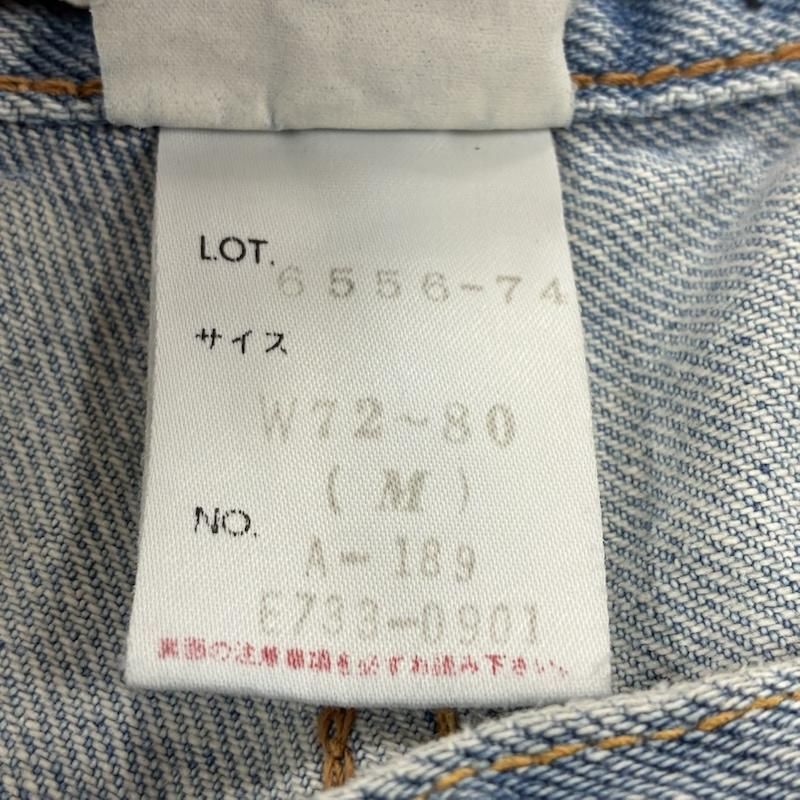 LOT.
6556-74
サイズ
W72~80
(M)
NO.
A-189
E733-0901
裏面の注意事項を必ずお読み下さい。